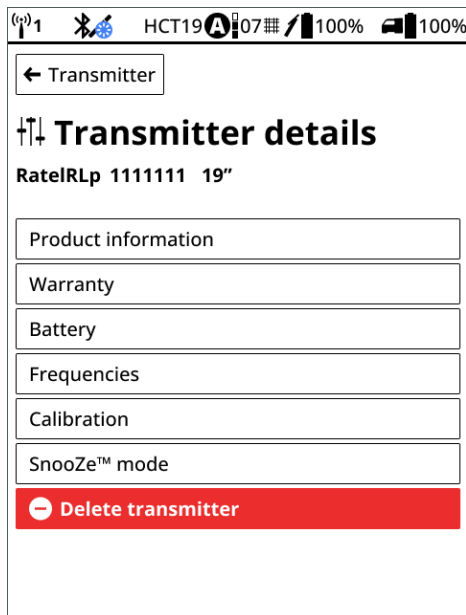 1 HCT19 A 07 100% 100%
← Transmitter
Transmitter details
RatelRLp 1111111 19”
Product information
Warranty
Battery
Frequencies
Calibration
SnooZe™ mode
Delete transmitter